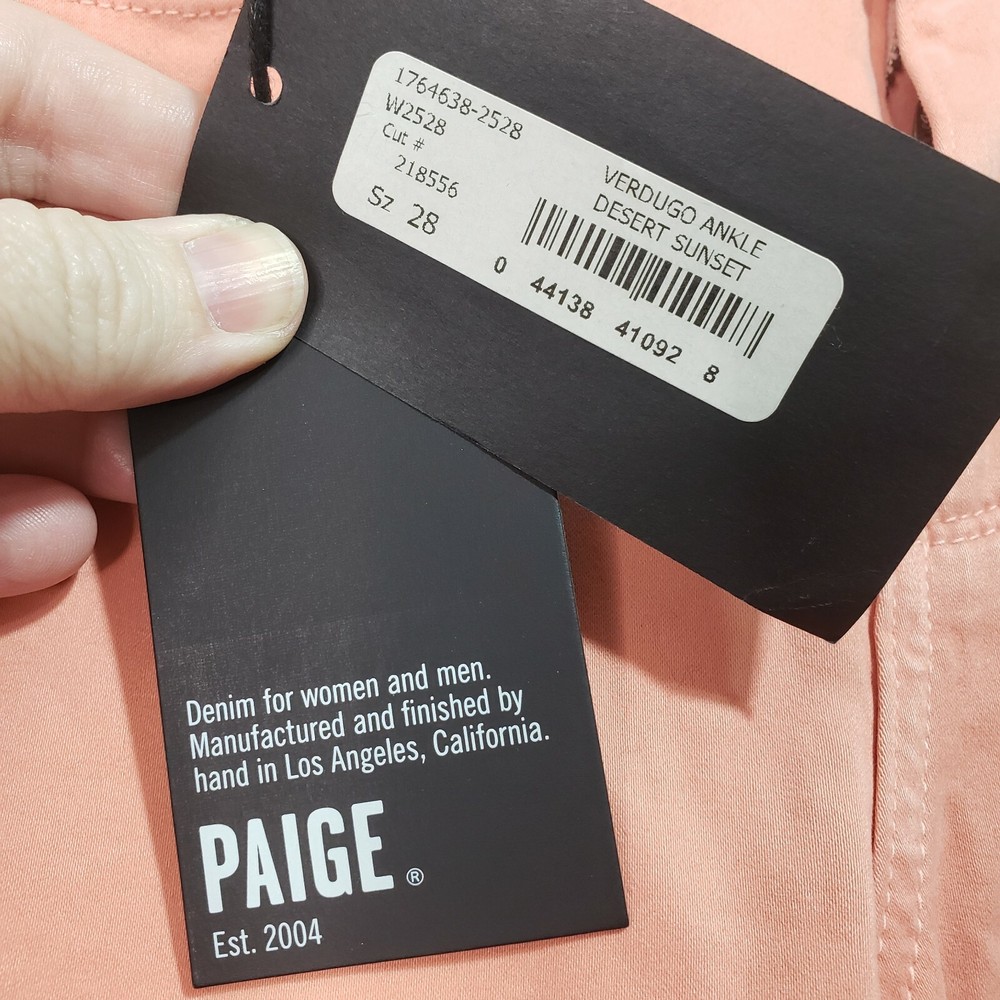 1764638-2528
W2528
Cut #
218556
Sz 28
VERDUGO ANKLE
DESERT SUNSET
0 44138 41092 8
Denim for women and men.
Manufactured and finished by
hand in Los Angeles, California.
PAIGE ®
Est. 2004